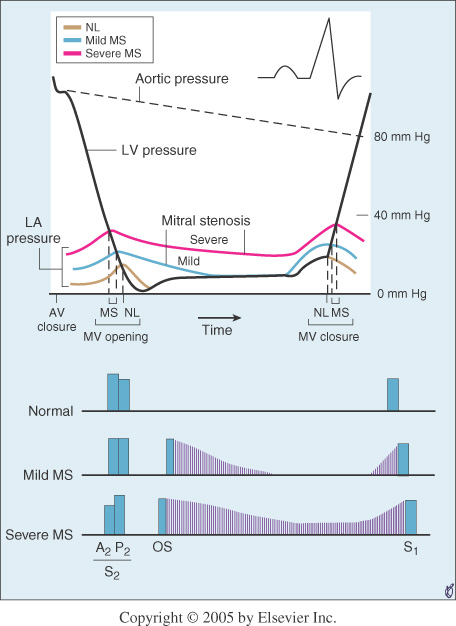 NL
Mild MS
Severe MS
Aortic pressure
LV pressure
80 mm Hg
40 mm Hg
0 mm Hg
LA
pressure
Mitral stenosis
Severe
Mild
AV
closure
MS NL
MV opening
Time
NL MS
MV closure
Normal
Mild MS
Severe MS
A2 P2
S2
OS
S1
Copyright © 2005 by Elsevier Inc.